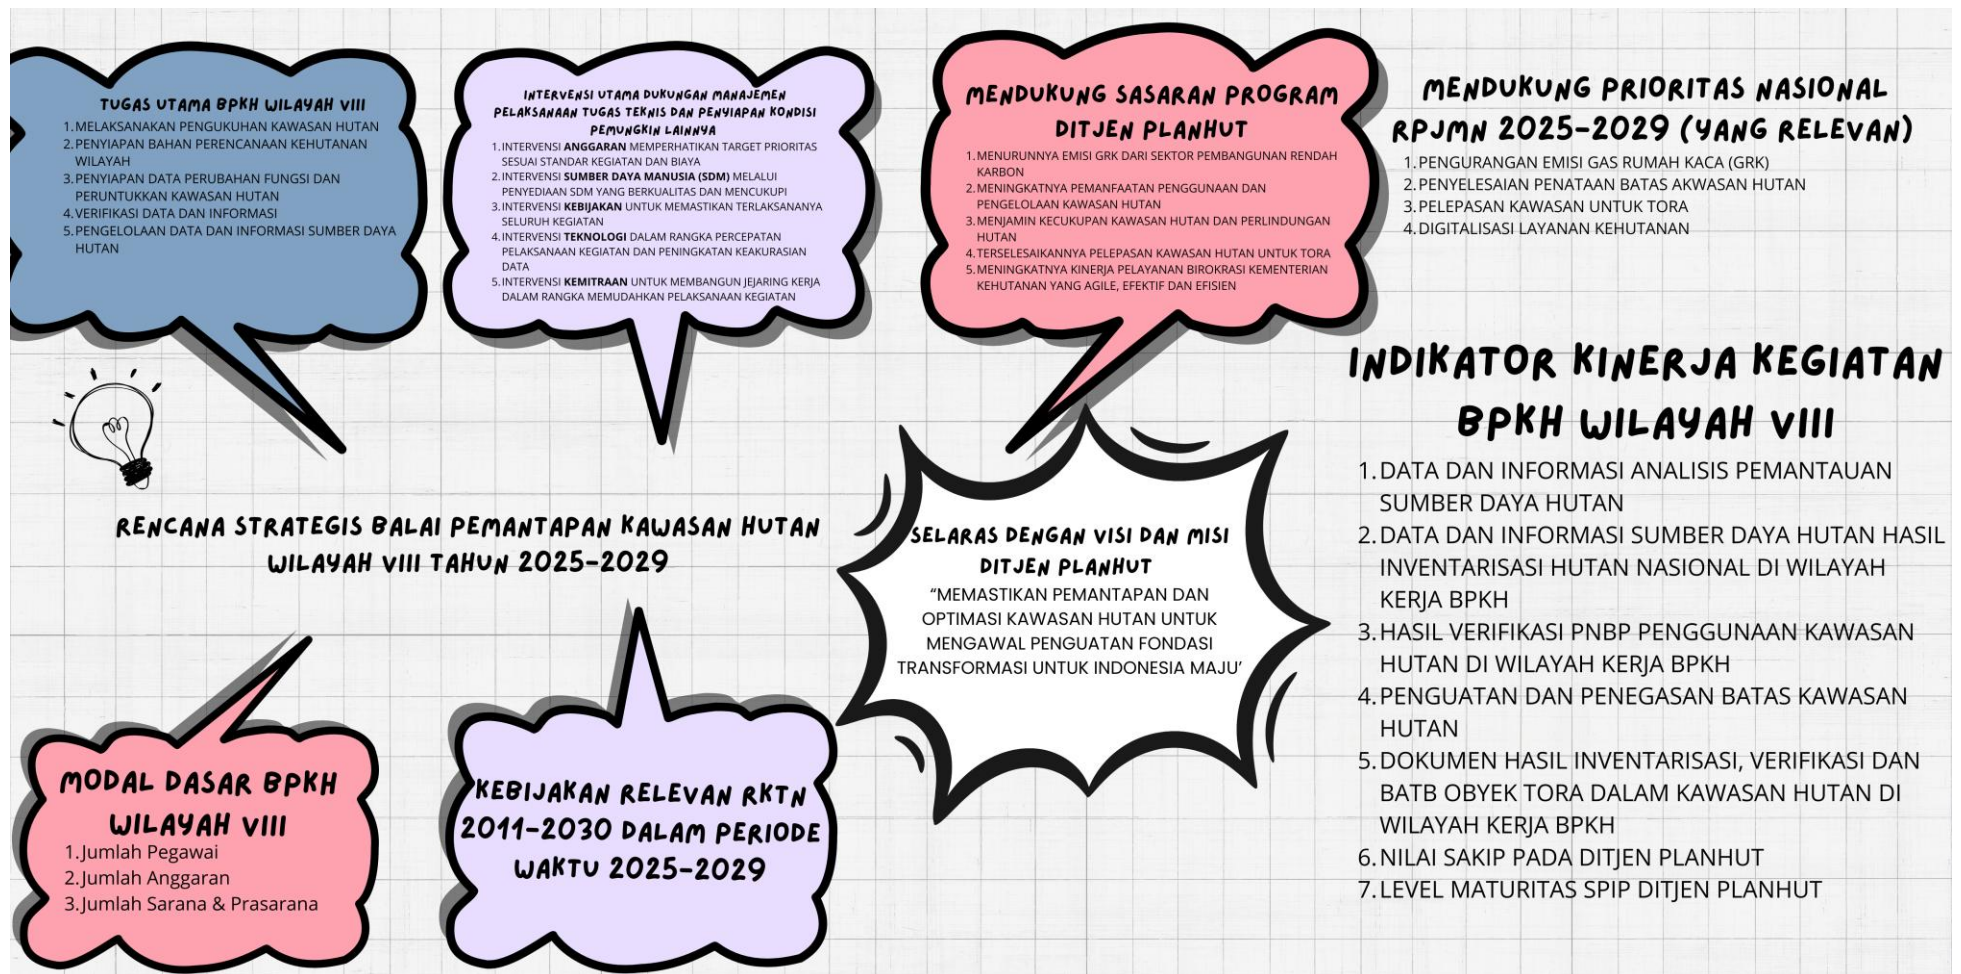 TUGAS UTAMA BPKH WILAYAH VIII
1. MELAKSANAKAN PENGUKUHAN KAWASAN HUTAN
2. PENYIAPAN BAHAN PERENCANAAN KEHUTANAN
WILAYAH
3. PENYIAPAN DATA PERUBAHAN FUNGSI DAN
PERUNTUKKAN KAWASAN HUTAN
4. VERIFIKASI DATA DAN INFORMASI
5. PENGELOLAAN DATA DAN INFORMASI SUMBER DAYA
HUTAN
INTERVENSI UTAMA DUKUNGAN MANAJEMEN
PELAKSANAAN TUGAS TEKNIS DAN PENYIAPAN KONDISI
PEMUNGKIN LAINNYA
1. INTERVENSI ANGGARAN MEMPERHATIKAN TARGET PRIORITAS
SESUAI STANDAR KEGIATAN DAN BIAYA
2. INTERVENSI SUMBER DAYA MANUSIA (SDM) MELALUI
PENYEDIAAN SDM YANG BERKUALITAS DAN MENCUKUPI
3. INTERVENSI KEBIJAKAN UNTUK MEMASTIKAN TERLAKSANANYA
SELURUH KEGIATAN
4. INTERVENSI TEKNOLOGI DALAM RANGKA PERCEPATAN
PELAKSANAAN KEGIATAN DAN PENINGKATAN KEAKURASIAN
DATA
5. INTERVENSI KEMITRAAN UNTUK MEMBANGUN JEJARING KERJA
DALAM RANGKA MEMUDAHKAN PELAKSANAAN KEGIATAN
MENDUKUNG SASARAN PROGRAM
DITJEN PLANHUT
1. MENURUNNYA EMISI GRK DARI SEKTOR PEMBANGUNAN RENDAH
KARBON
2. MENINGKATNYA PEMANFAATAN PENGGUNAAN DAN
PENGELOLAAN KAWASAN HUTAN
3. MENJAMIN KECUKUPAN KAWASAN HUTAN DAN PERLINDUNGAN
HUTAN
4. TERSELESAIKANNYA PELEPASAN KAWASAN HUTAN UNTUK TORA
5. MENINGKATNYA KINERJA PELAYANAN BIROKRASI KEMENTERIAN
KEHUTANAN YANG AGILE, EFEKTIF DAN EFISIEN
MENDUKUNG PRIORITAS NASIONAL
RPJMN 2025-2029 (YANG RELEVAN)
1. PENGURANGAN EMISI GAS RUMAH KACA (GRK)
2. PENYELESAIAN PENATAAN BATAS AKWASAN HUTAN
3. PELEPASAN KAWASAN UNTUK TORA
4. DIGITALISASI LAYANAN KEHUTANAN
RENCANA STRATEGIS BALAI PEMANTAPAN KAWASAN HUTAN
WILAYAH VIII TAHUN 2025-2029
SELARAS DENGAN VISI DAN MISI
DITJEN PLANHUT
“MEMASTIKAN PEMANTAPAN DAN
OPTIMASI KAWASAN HUTAN UNTUK
MENGAWAL PENGUATAN FONDASI
TRANSFORMASI UNTUK INDONESIA MAJU’
INDIKATOR KINERJA KEGIATAN
BPKH WILAYAH VIII
1. DATA DAN INFORMASI ANALISIS PEMANTAUAN
SUMBER DAYA HUTAN
2. DATA DAN INFORMASI SUMBER DAYA HUTAN HASIL
INVENTARISASI HUTAN NASIONAL DI WILAYAH
KERJA BPKH
3. HASIL VERIFIKASI PNBP PENGGUNAAN KAWASAN
HUTAN DI WILAYAH KERJA BPKH
4. PENGUATAN DAN PENEGASAN BATAS KAWASAN
HUTAN
5. DOKUMEN HASIL INVENTARISASI, VERIFIKASI DAN
BATB OBYEK TORA DALAM KAWASAN HUTAN DI
WILAYAH KERJA BPKH
6. NILAI SAKIP PADA DITJEN PLANHUT
7. LEVEL MATURITAS SPIP DITJEN PLANHUT
MODAL DASAR BPKH
WILAYAH VIII
1. Jumlah Pegawai
2. Jumlah Anggaran
3. Jumlah Sarana & Prasarana
KEBIJAKAN RELEVAN RKTN
2011-2030 DALAM PERIODE
WAKTU 2025-2029